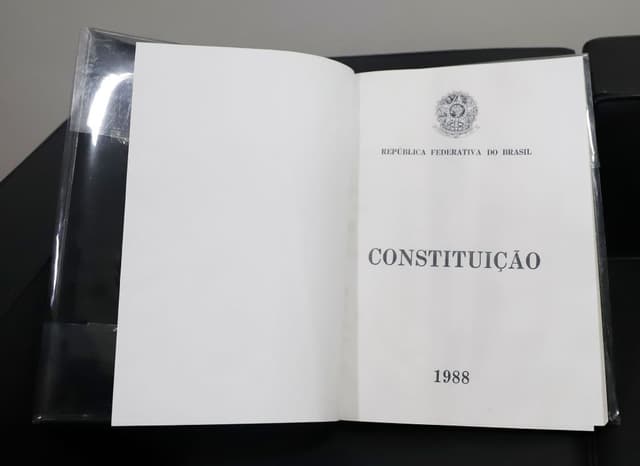 REPÚBLICA FEDERATIVA DO BRASIL
CONSTITUIÇÃO
1988